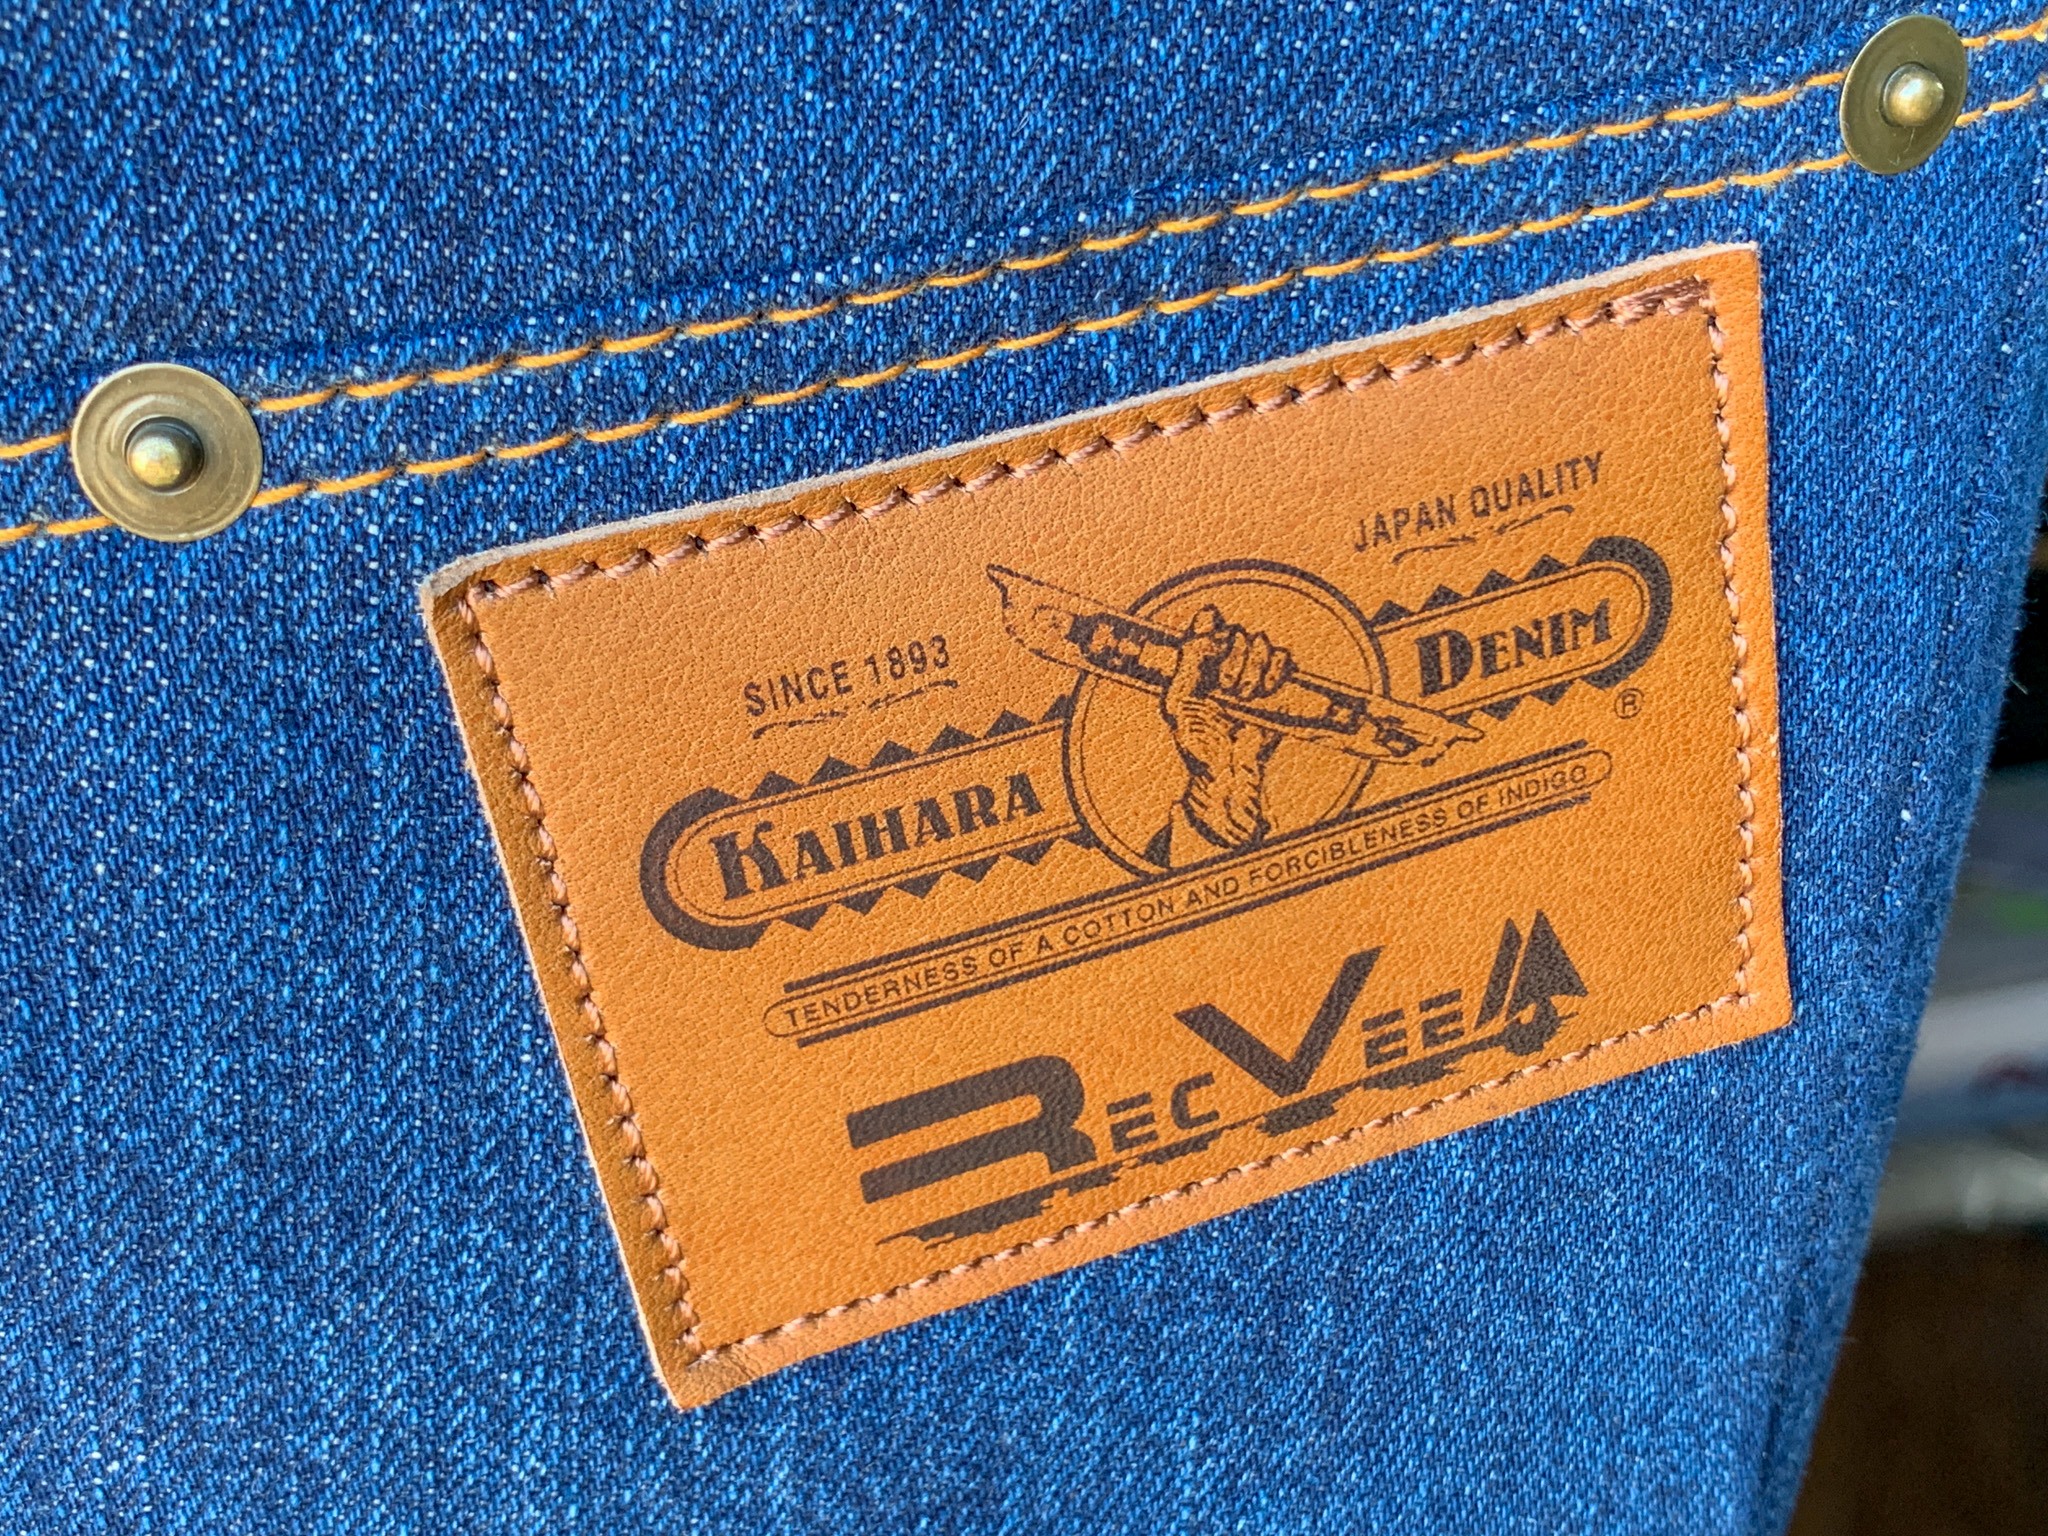 SINCE 1893
JAPAN QUALITY
KAIHARA DENIM ®
TENDERNESS OF A COTTON AND FORCIBLENESS OF INDIGO
RECVEE